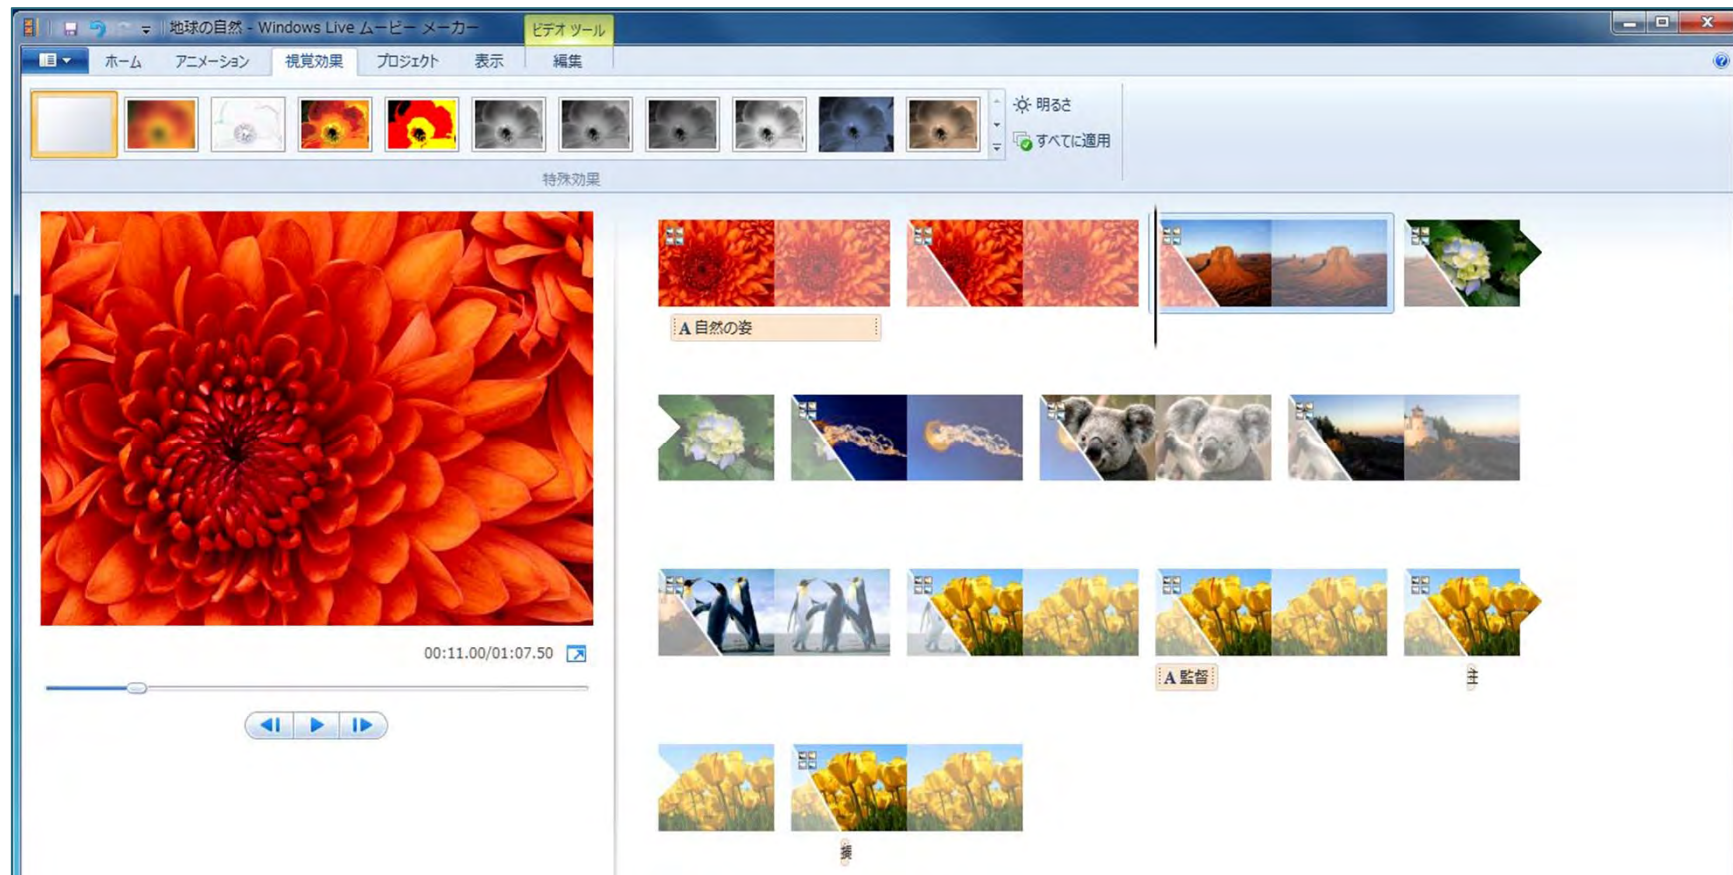 地球の自然 - Windows Live ムービー メーカー
ビデオ ツール
ホーム
アニメーション
視覚効果
プロジェクト
表示
編集
明るさ
すべてに適用
特殊効果
A 自然の姿
00:11.00/01:07.50
A 監督
主